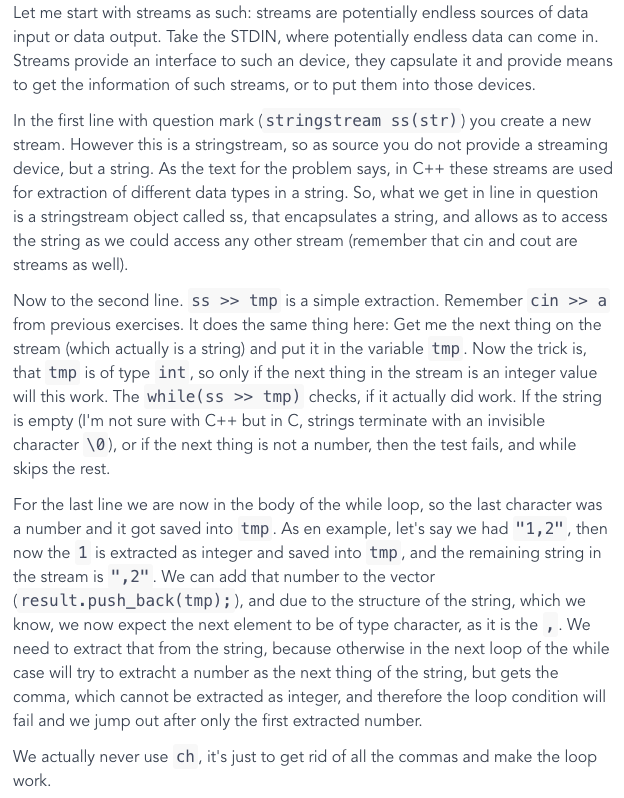 Let me start with streams as such: streams are potentially endless sources of data
input or data output. Take the STDIN, where potentially endless data can come in.
Streams provide an interface to such an device, they capsulate it and provide means
to get the information of such streams, or to put them into those devices.
In the first line with question mark ( stringstream ss(str) ) you create a new
stream. However this is a stringstream, so as source you do not provide a streaming
device, but a string. As the text for the problem says, in C++ these streams are used
for extraction of different data types in a string. So, what we get in line in question
is a stringstream object called ss, that encapsulates a string, and allows as to access
the string as we could access any other stream (remember that cin and cout are
streams as well).
Now to the second line. ss >> tmp is a simple extraction. Remember cin >> a
from previous exercises. It does the same thing here: Get me the next thing on the
stream (which actually is a string) and put it in the variable tmp . Now the trick is,
that tmp is of type int , so only if the next thing in the stream is an integer value
will this work. The while(ss >> tmp) checks, if it actually did work. If the string
is empty (I'm not sure with C++ but in C, strings terminate with an invisible
character \0 ), or if the next thing is not a number, then the test fails, and while
skips the rest.
For the last line we are now in the body of the while loop, so the last character was
a number and it got saved into tmp . As en example, let's say we had "1,2" , then
now the 1 is extracted as integer and saved into tmp , and the remaining string in
the stream is ",2" . We can add that number to the vector
( result.push_back(tmp); ), and due to the structure of the string, which we
know, we now expect the next element to be of type character, as it is the , . We
need to extract that from the string, because otherwise in the next loop of the while
case will try to extracht a number as the next thing of the string, but gets the
comma, which cannot be extracted as integer, and therefore the loop condition will
fail and we jump out after only the first extracted number.
We actually never use ch , it's just to get rid of all the commas and make the loop
work.